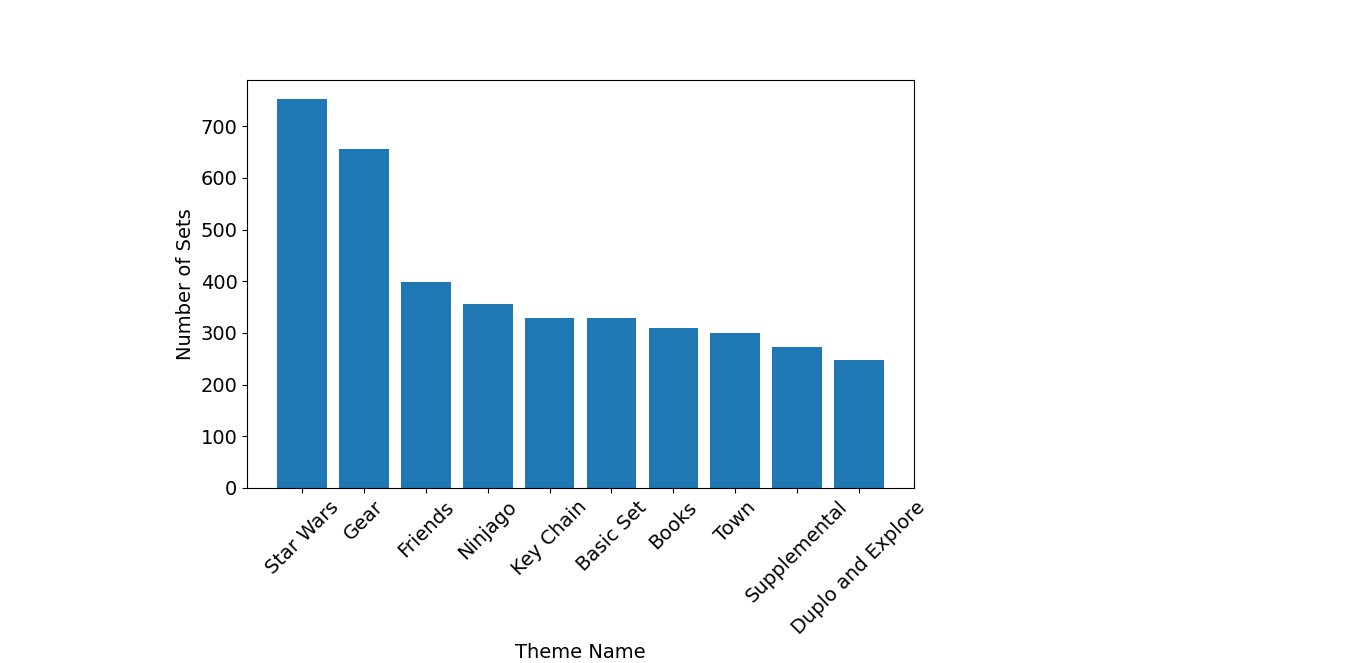 700
600
500
400
300
200
100
0
Number of Sets
Star Wars
Gear
Friends
Ninjago
Key Chain
Basic Set
Books
Town
Supplemental
Duplo and Explore
Theme Name